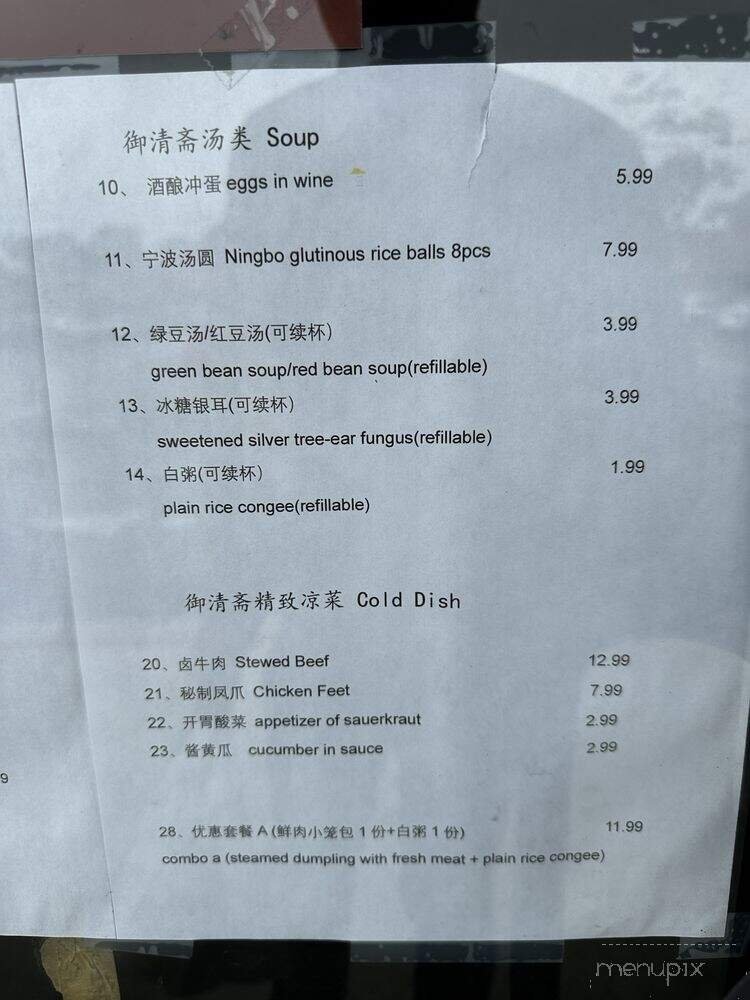 御清斋汤类 Soup
10、 酒酿冲蛋 eggs in wine 5.99
11、宁波汤圆 Ningbo glutinous rice balls 8pcs 7.99
12、绿豆汤/红豆汤(可续杯) 3.99
green bean soup/red bean soup(refillable)
13、冰糖银耳(可续杯) 3.99
sweetened silver tree-ear fungus(refillable)
14、白粥(可续杯) 1.99
plain rice congee(refillable)
御清斋精致凉菜 Cold Dish
20、卤牛肉 Stewed Beef 12.99
21、秘制凤爪 Chicken Feet 7.99
22、开胃酸菜 appetizer of sauerkraut 2.99
23、酱黄瓜 cucumber in sauce 2.99
9
28、优惠套餐 A (鲜肉小笼包 1 份+白粥 1 份) 11.99
combo a (steamed dumpling with fresh meat + plain rice congee)
menupix